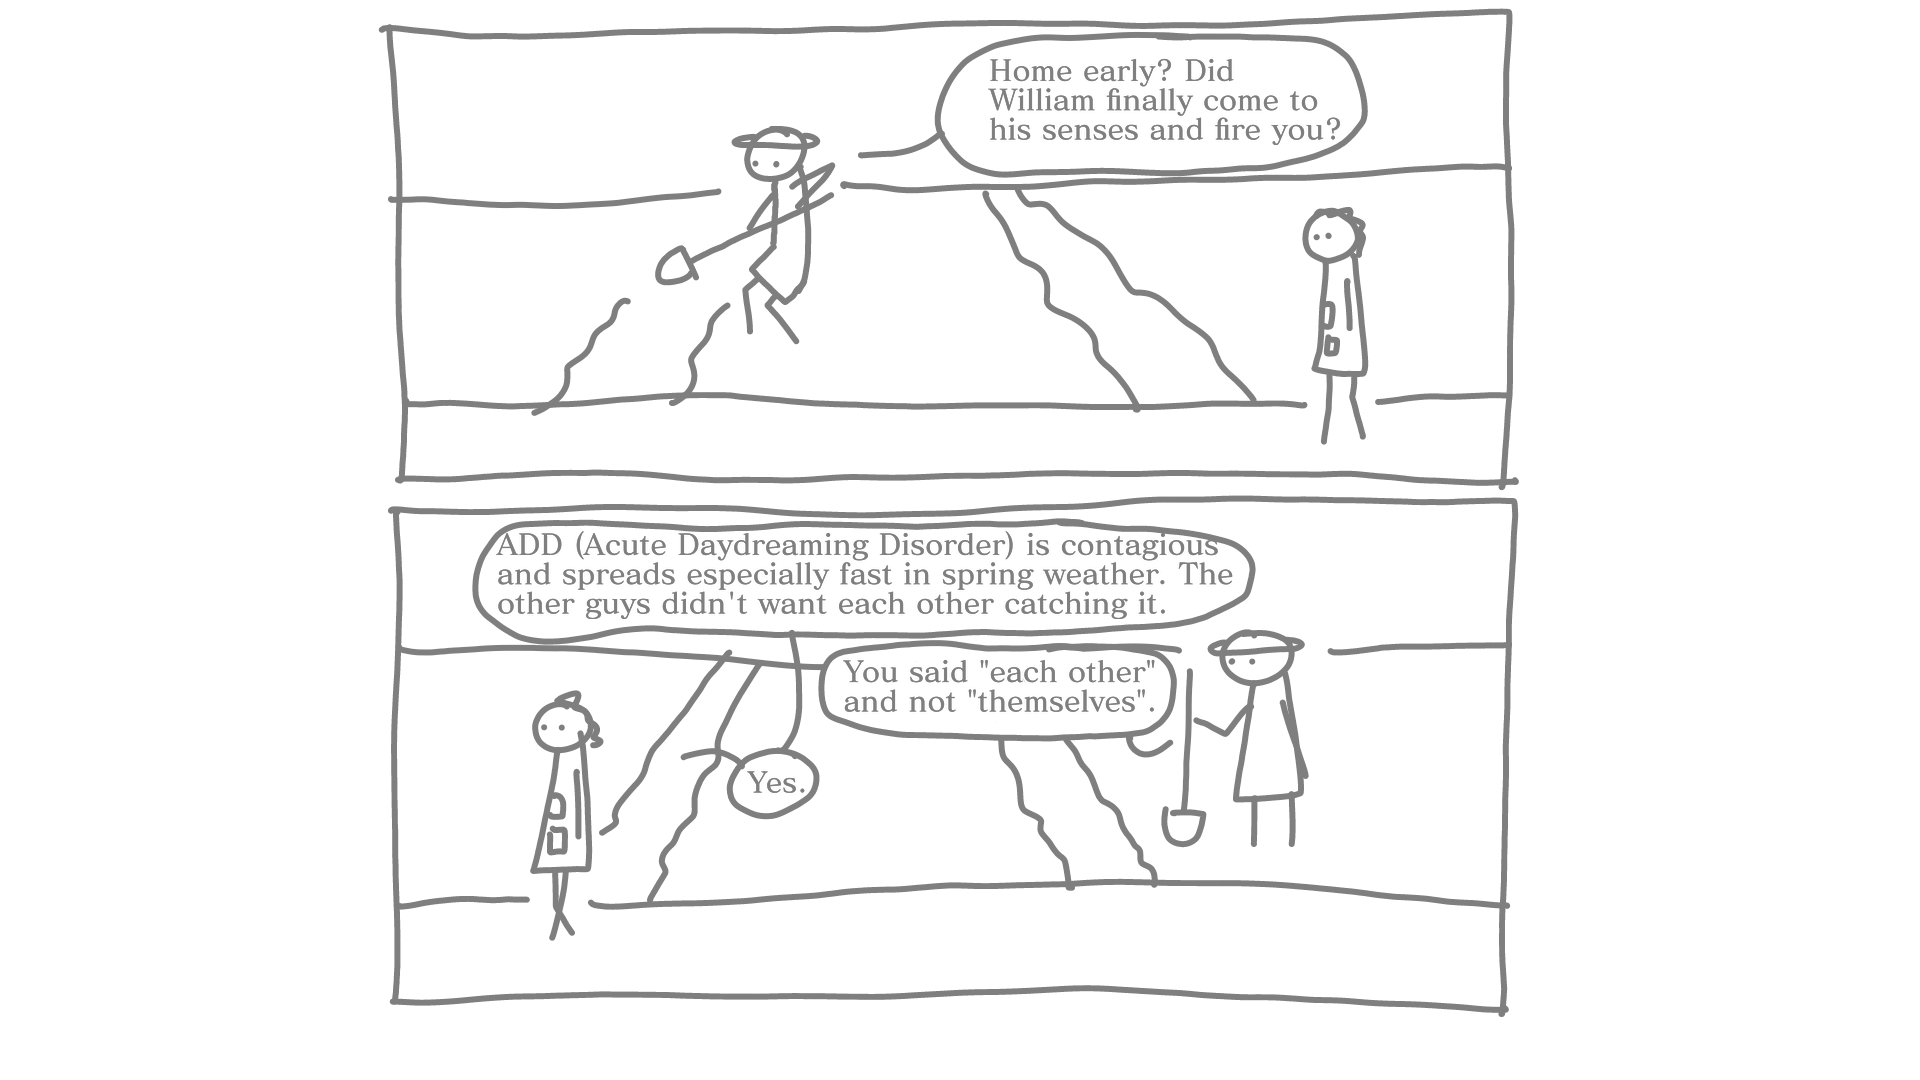 Home early? Did
William finally come to
his senses and fire you?
ADD (Acute Daydreaming Disorder) is contagious
and spreads especially fast in spring weather. The
other guys didn't want each other catching it.
You said "each other"
and not "themselves".
Yes.